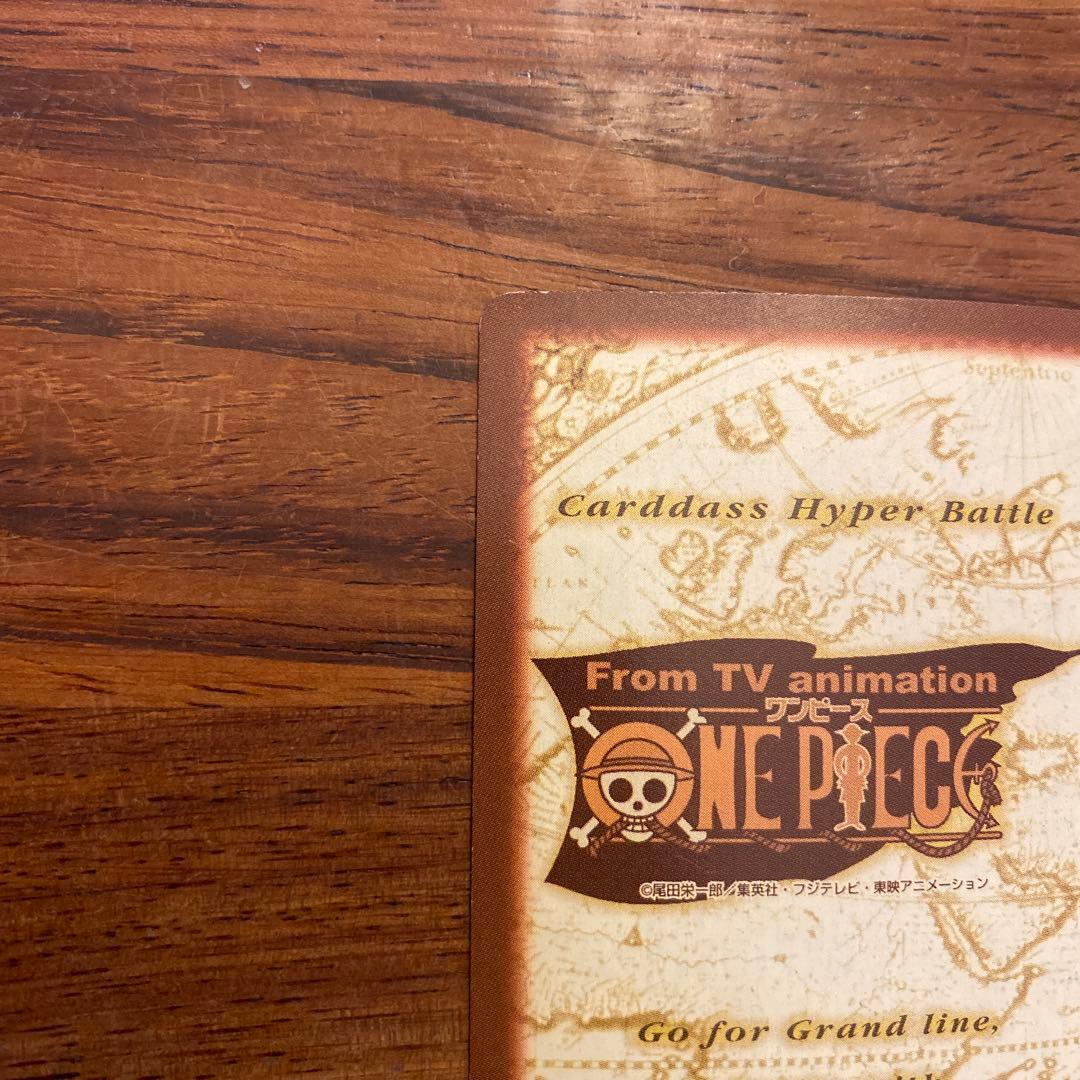 Septentrio
Carddass Hyper Battle
From TV animation
ワンピース
ONE PIECE
©尾田栄一郎／集英社・フジテレビ・東映アニメーション
Go for Grand line,